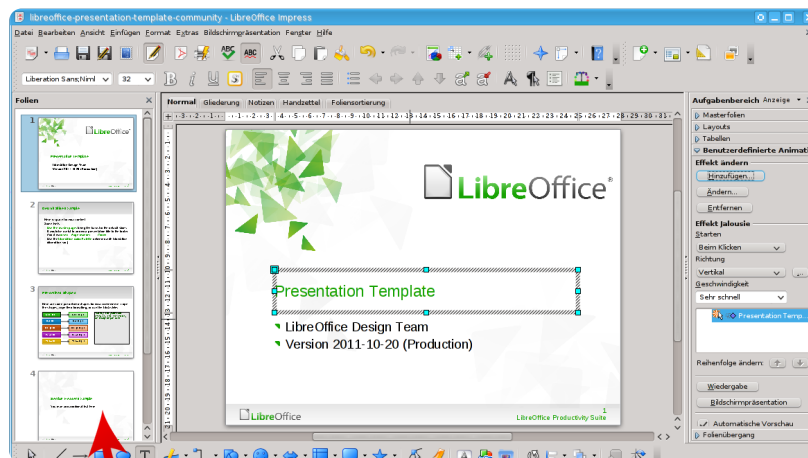 libreoffice-presentation-template-community - LibreOffice Impress
Datei Bearbeiten Ansicht Einfügen Format Extras Bildschirmpräsentation Fenster Hilfe
Liberation Sans;Niml 32
Folien
Normal Gliederung Notizen Handzettel Foliensortierung
Aufgabenbereich Anzeige
Masterfolien
Layouts
Tabellen
Benutzerdefinierte Animati
Effekt ändern
Hinzufügen...
Ändern...
Entfernen
Effekt Jalousie
Starten
Beim Klicken
Richtung
Vertikal
Geschwindigkeit
Sehr schnell
Presentation Temp...
Reihenfolge ändern:
Wiedergabe
Bildschirmpräsentation
Automatische Vorschau
Folienübergang
1
LibreOffice
2
3
4
LibreOffice
Presentation Template
LibreOffice Design Team
Version 2011-10-20 (Production)
LibreOffice
1
LibreOffice Productivity Suite